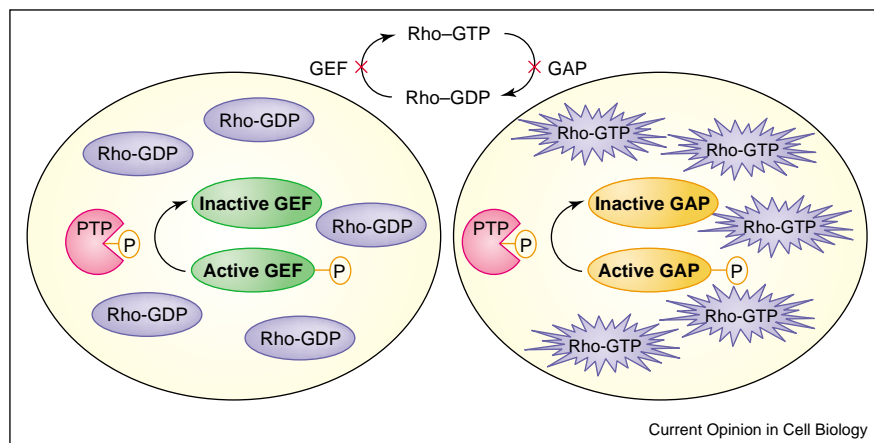 Rho–GTP
GEF
GAP
Rho–GDP
Rho-GDP
Rho-GDP
Inactive GEF
Rho-GDP
PTP
P
Active GEF
P
Rho-GDP
Rho-GDP
Rho-GTP
Rho-GTP
Inactive GAP
Rho-GTP
PTP
P
Active GAP
P
Rho-GTP
Rho-GTP
Current Opinion in Cell Biology